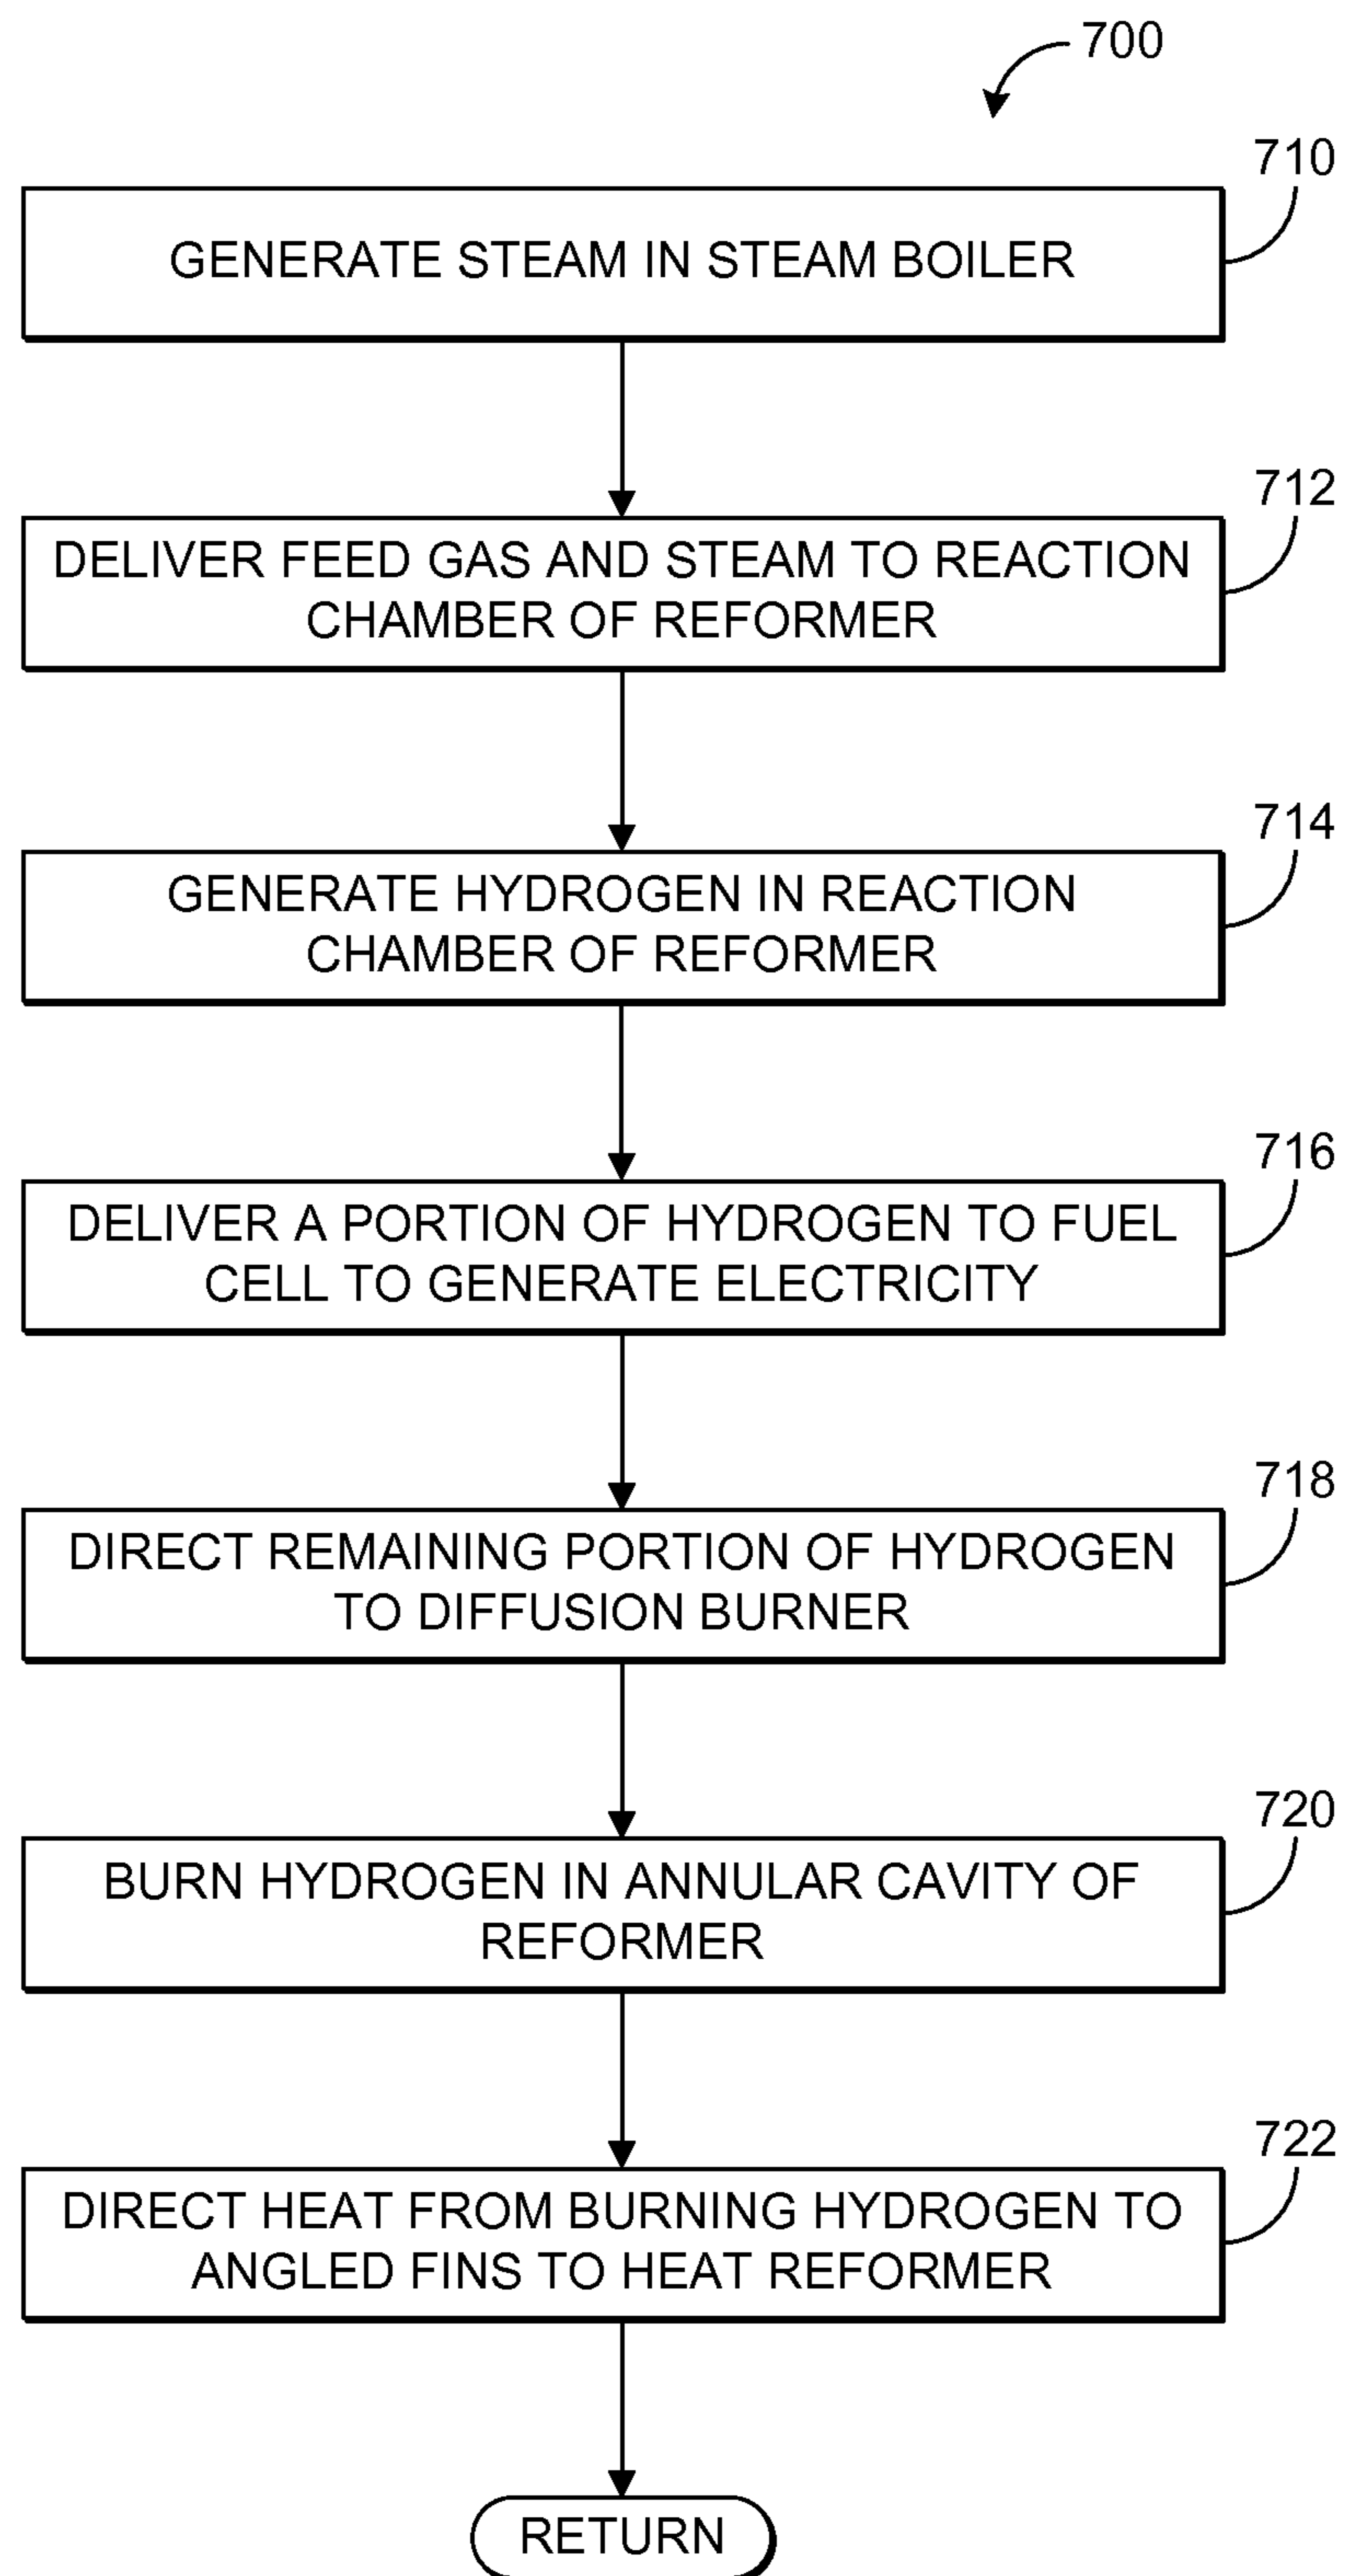 700
710
GENERATE STEAM IN STEAM BOILER
712
DELIVER FEED GAS AND STEAM TO REACTION
CHAMBER OF REFORMER
714
GENERATE HYDROGEN IN REACTION
CHAMBER OF REFORMER
716
DELIVER A PORTION OF HYDROGEN TO FUEL
CELL TO GENERATE ELECTRICITY
718
DIRECT REMAINING PORTION OF HYDROGEN
TO DIFFUSION BURNER
720
BURN HYDROGEN IN ANNULAR CAVITY OF
REFORMER
722
DIRECT HEAT FROM BURNING HYDROGEN TO
ANGLED FINS TO HEAT REFORMER
RETURN